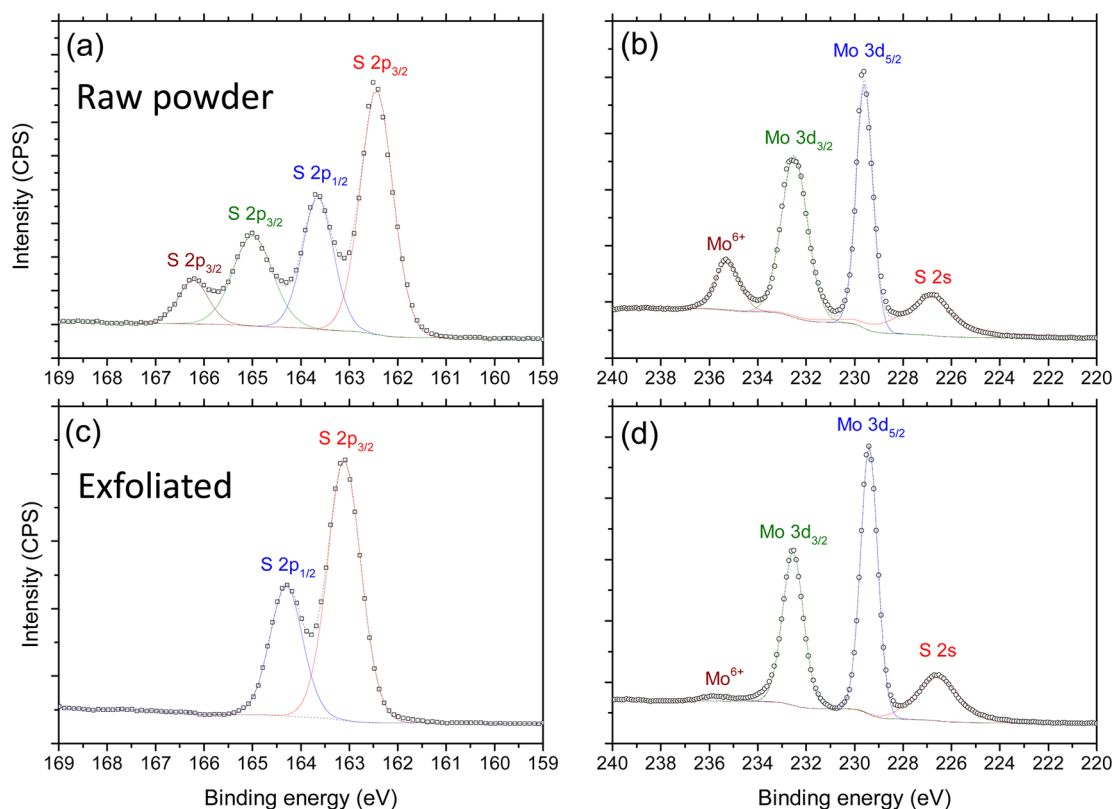 (a)
Raw powder
S 2p3/2
S 2p1/2
S 2p3/2
S 2p3/2
Intensity (CPS)
169 168 167 166 165 164 163 162 161 160 159
(b)
Mo 3d5/2
Mo 3d3/2
Mo6+
S 2s
240 238 236 234 232 230 228 226 224 222 220
(c)
Exfoliated
S 2p3/2
S 2p1/2
Intensity (CPS)
169 168 167 166 165 164 163 162 161 160 159
Binding energy (eV)
(d)
Mo 3d5/2
Mo 3d3/2
Mo6+
S 2s
240 238 236 234 232 230 228 226 224 222 220
Binding energy (eV)